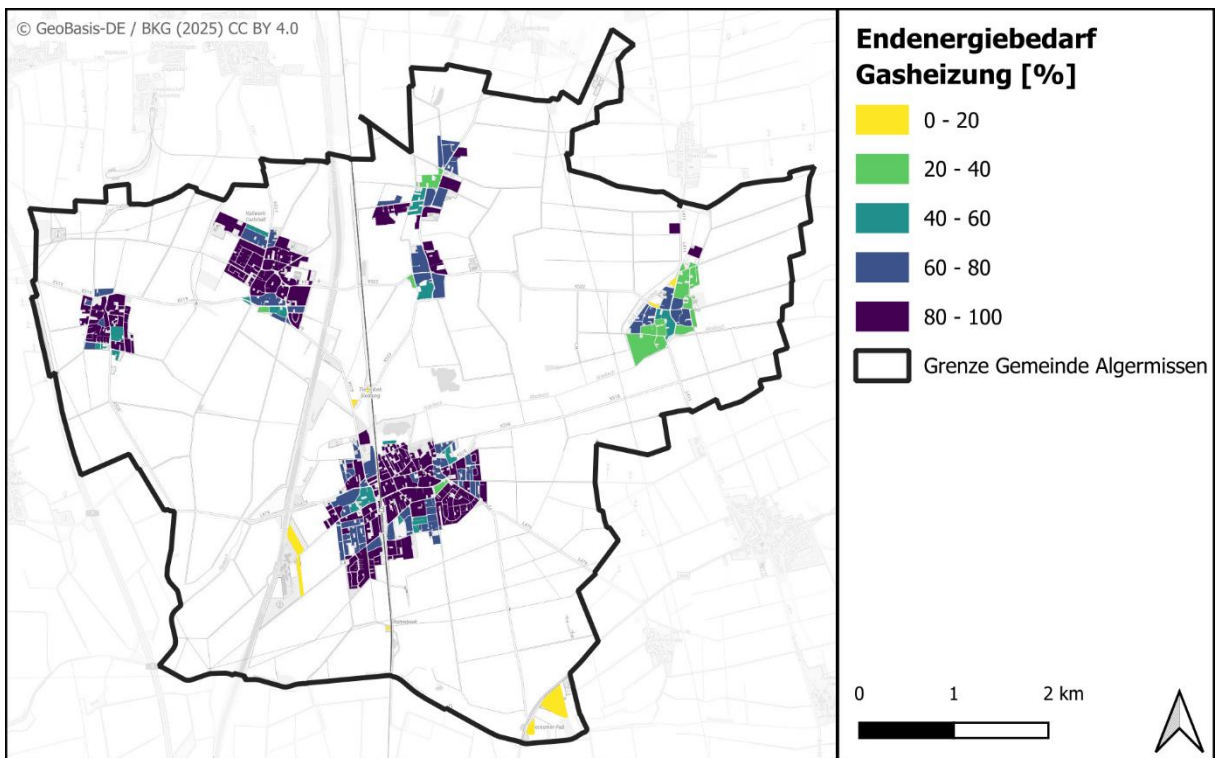 © GeoBasis-DE / BKG (2025) CC BY 4.0
Endenergiebedarf
Gasheizung [%]
0 - 20
20 - 40
40 - 60
60 - 80
80 - 100
Grenze Gemeinde Algermissen
0 1 2 km